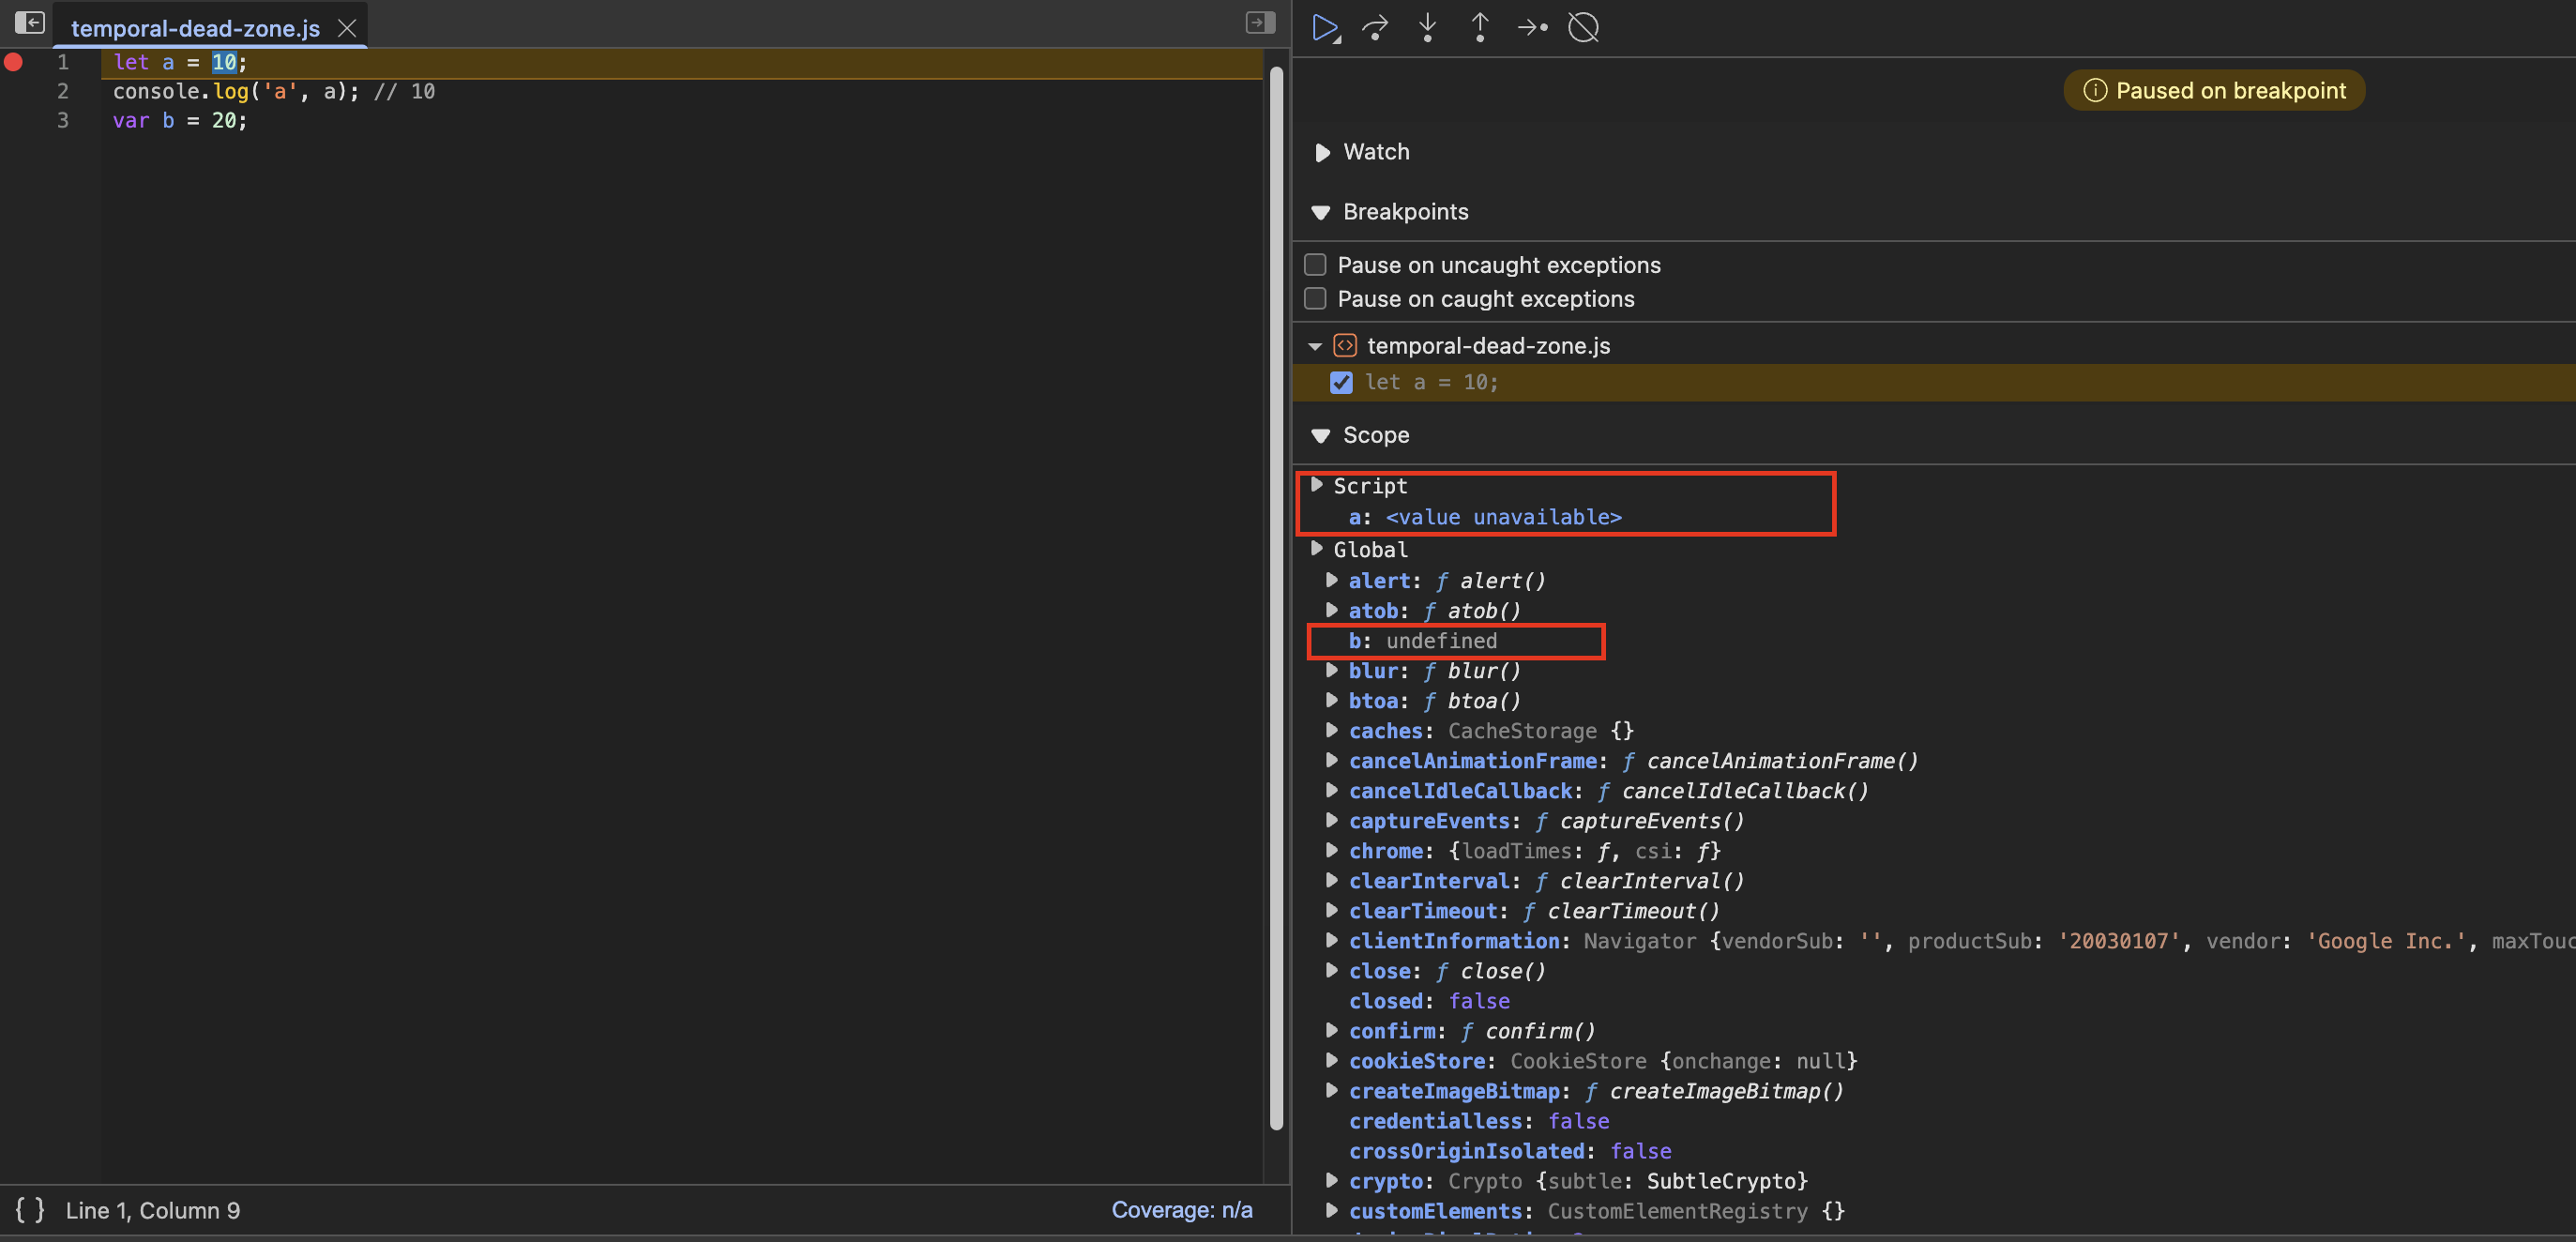 temporal-dead-zone.js
1 let a = 10;
2 console.log('a', a); // 10
3 var b = 20;
{ } Line 1, Column 9
Coverage: n/a
Paused on breakpoint
Watch
Breakpoints
Pause on uncaught exceptions
Pause on caught exceptions
temporal-dead-zone.js
let a = 10;
Scope
Script
a: <value unavailable>
Global
alert: ƒ alert()
atob: ƒ atob()
b: undefined
blur: ƒ blur()
btoa: ƒ btoa()
caches: CacheStorage {}
cancelAnimationFrame: ƒ cancelAnimationFrame()
cancelIdleCallback: ƒ cancelIdleCallback()
captureEvents: ƒ captureEvents()
chrome: {loadTimes: ƒ, csi: ƒ}
clearInterval: ƒ clearInterval()
clearTimeout: ƒ clearTimeout()
clientInformation: Navigator {vendorSub: '', productSub: '20030107', vendor: 'Google Inc.', maxTouc
close: ƒ close()
closed: false
confirm: ƒ confirm()
cookieStore: CookieStore {onchange: null}
createImageBitmap: ƒ createImageBitmap()
credentialless: false
crossOriginIsolated: false
crypto: Crypto {subtle: SubtleCrypto}
customElements: CustomElementRegistry {}